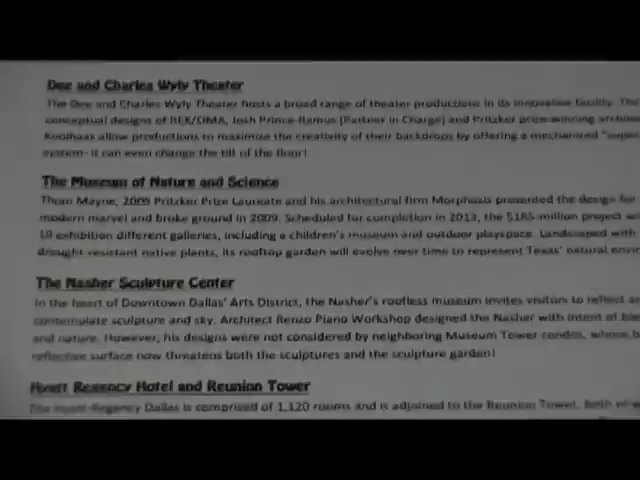 Dee and Charles Wyly Theater
The Dee and Charles Wyly Theater hosts a broad range of theater productions in its innovative facility. The
conceptual designs of REX/OMA, Josh Prince-Ramus (Partner in Charge) and Pritzker prize-winning
Koolhaas allow productions to maximize the creativity of their backdrops by offering a mechanized
system- it can even change the tilt of the floor!
The Museum of Nature and Science
Thom Mayne, 2005 Pritzker Prize Laureate and his architectural firm Morphosis presented the design for
modern marvel and broke ground in 2009. Scheduled for completion in 2013, the $185 million project
19 exhibition different galleries, including a children's museum and outdoor playspace. Landscaped with
drought resistant native plants, its rooftop garden will evolve over time to represent Texas' natural
The Nasher Sculpture Center
In the heart of Downtown Dallas' Arts District, the Nasher's roofless museum invites visitors to reflect
contemplate sculpture and sky. Architect Renzo Piano Workshop designed the Nasher with intent of
and nature. However, his designs were not considered by neighboring Museum Tower condos, whose
reflective surface now threatens both the sculptures and the sculpture garden!
Hyatt Regency Hotel and Reunion Tower
The Hyatt Regency Dallas is comprised of 1,120 rooms and is adjoined to the Reunion Tower, both